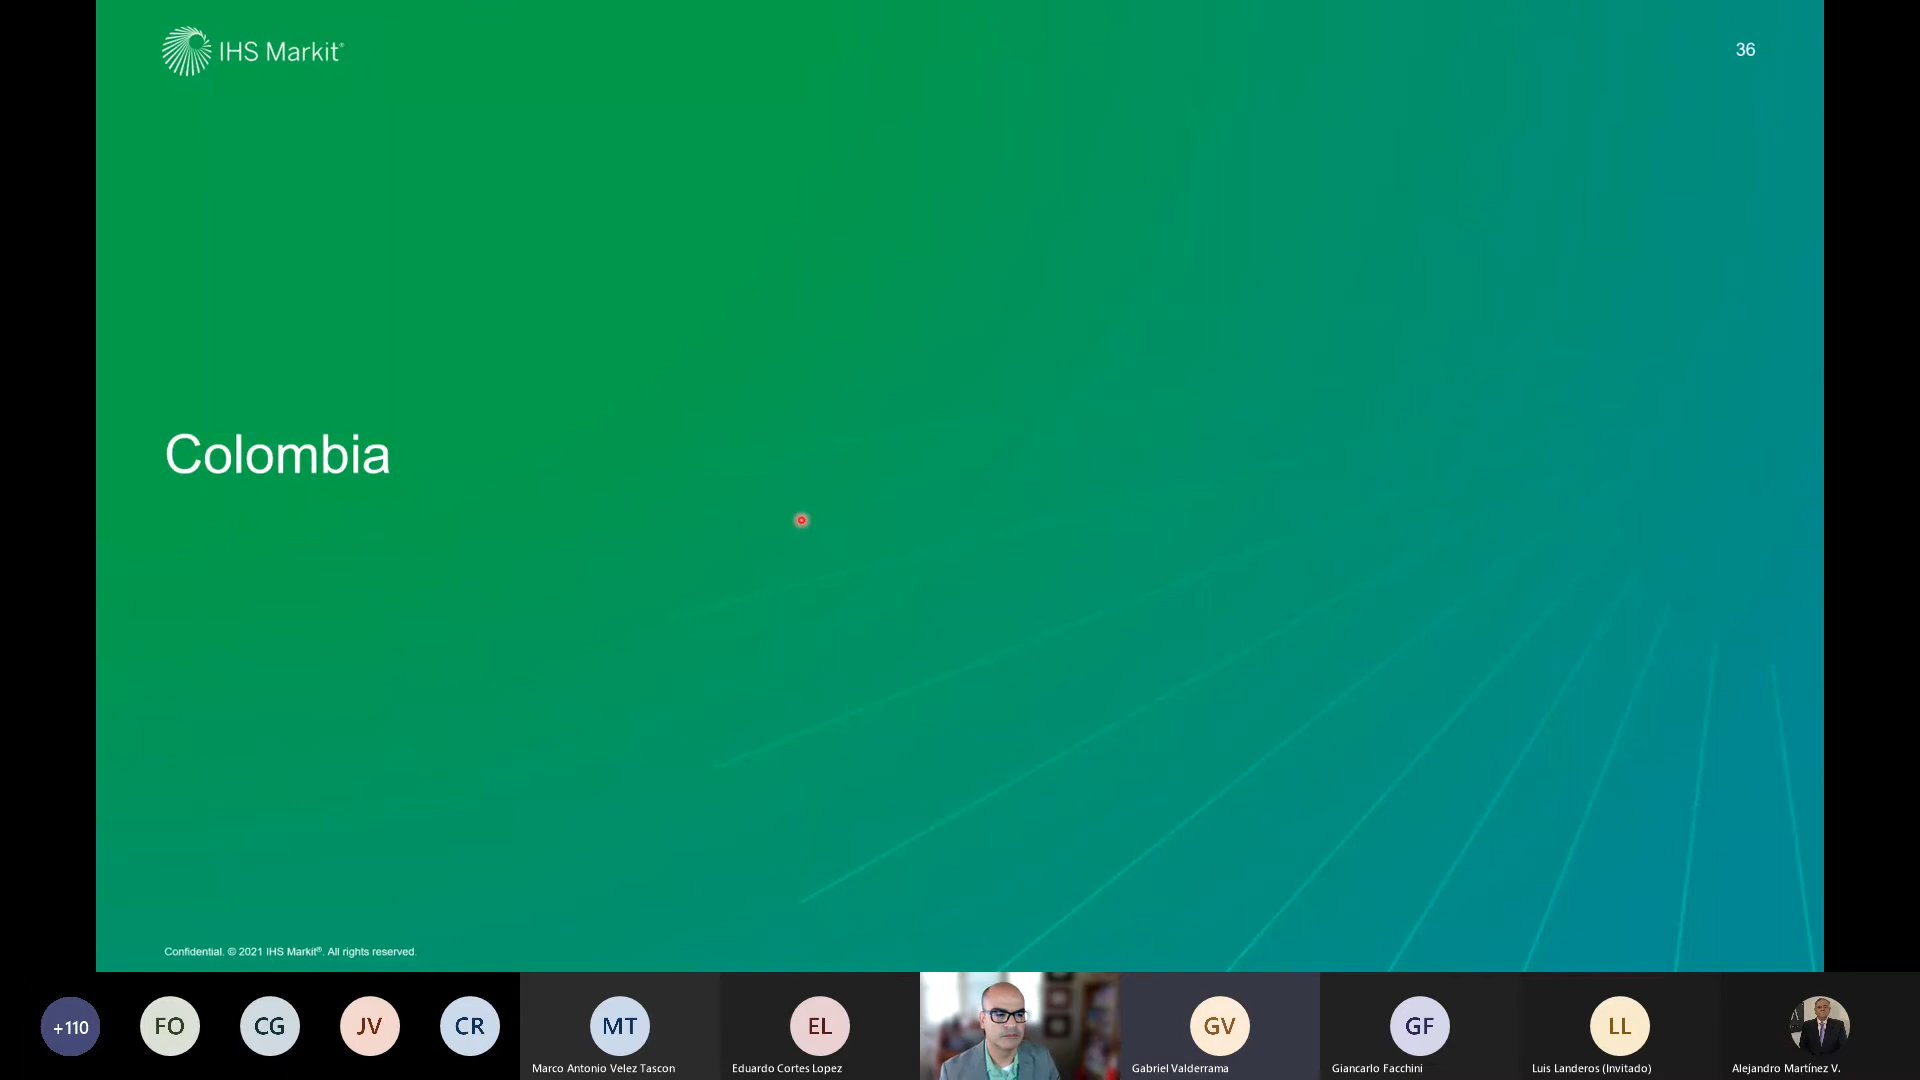 IHS Markit®
36
Colombia
Confidential. © 2021 IHS Markit®. All rights reserved.
+110
FO
CG
JV
CR
MT
EL
GV
GF
LL
Marco Antonio Velez Tascon
Eduardo Cortes Lopez
Gabriel Valderrama
Giancarlo Facchini
Luis Landeros (Invitado)
Alejandro Martínez V.